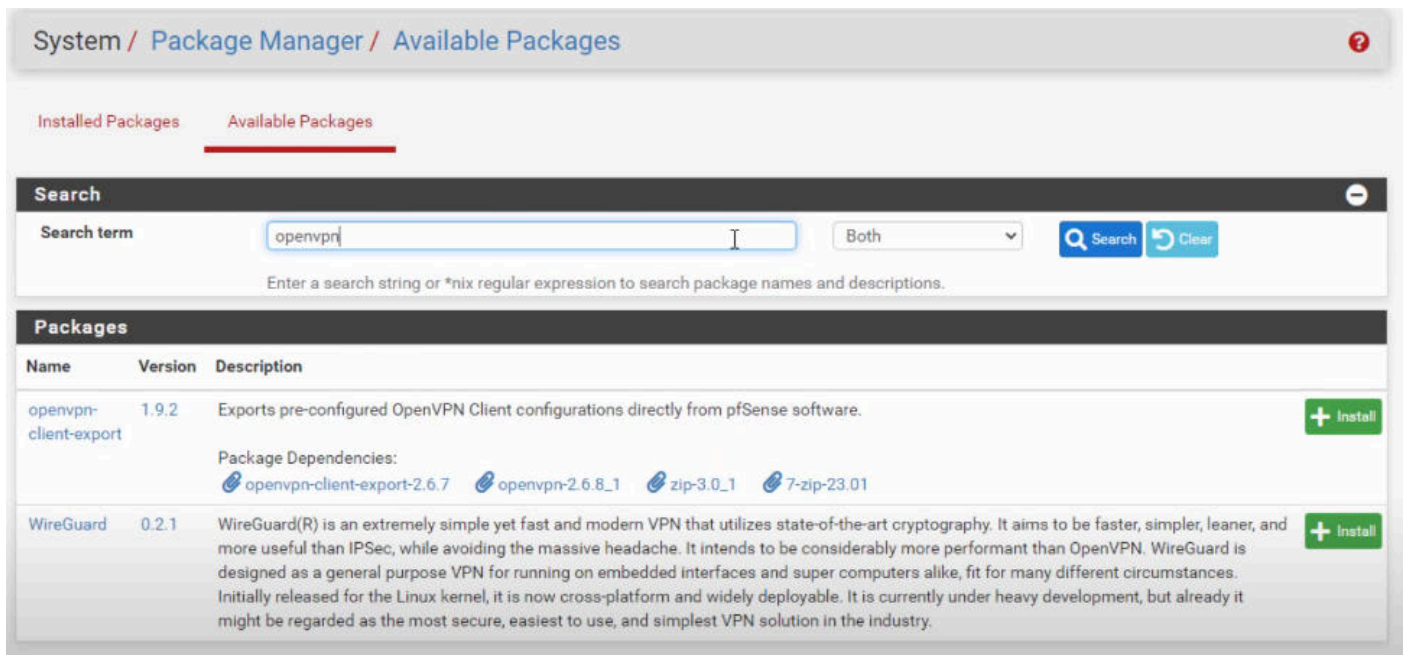 System / Package Manager / Available Packages
Installed Packages Available Packages
Search
Search term openvpn Both Search Clear
Enter a search string or *nix regular expression to search package names and descriptions.
Packages
Name Version Description
openvpn-client-export 1.9.2 Exports pre-configured OpenVPN Client configurations directly from pfSense software. Install
Package Dependencies:
openvpn-client-export-2.6.7 openvpn-2.6.8_1 zip-3.0_1 7-zip-23.01
WireGuard 0.2.1 WireGuard(R) is an extremely simple yet fast and modern VPN that utilizes state-of-the-art cryptography. It aims to be faster, simpler, leaner, and Install
more useful than IPSec, while avoiding the massive headache. It intends to be considerably more performant than OpenVPN. WireGuard is
designed as a general purpose VPN for running on embedded interfaces and super computers alike, fit for many different circumstances.
Initially released for the Linux kernel, it is now cross-platform and widely deployable. It is currently under heavy development, but already it
might be regarded as the most secure, easiest to use, and simplest VPN solution in the industry.